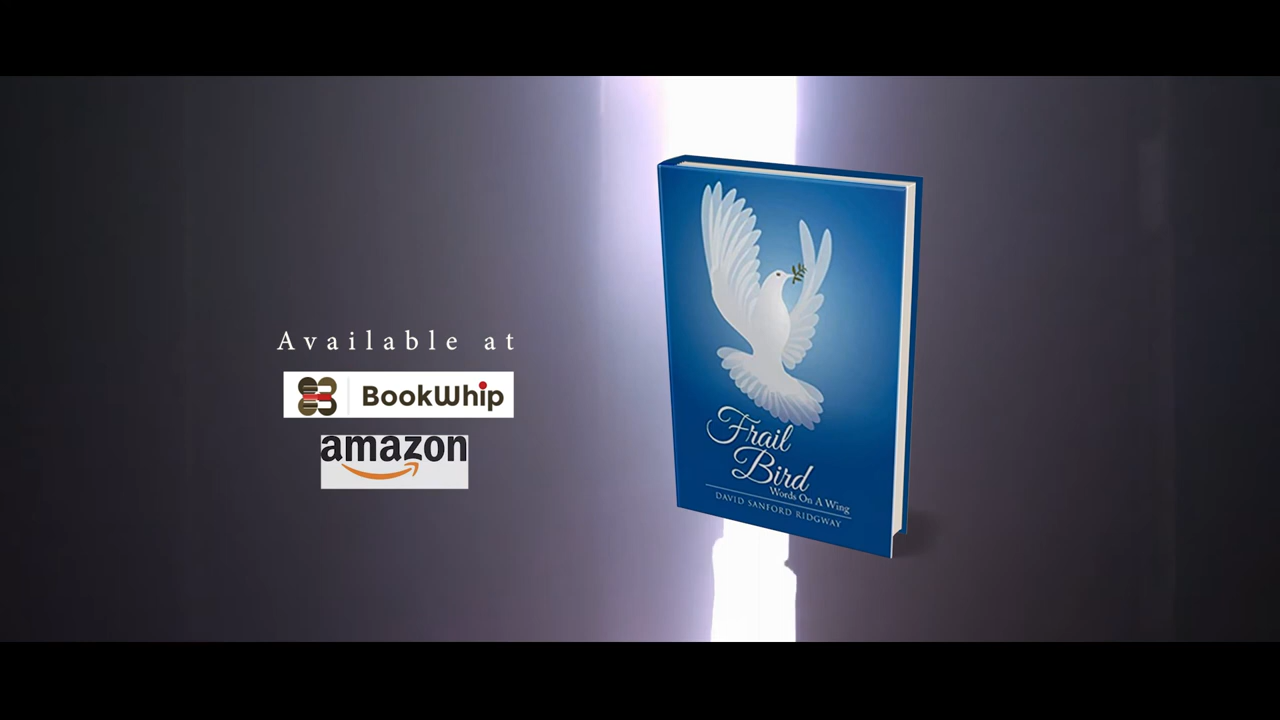 Available at
BookWhip
amazon
Frail
Bird
Words On A Wing
DAVID SANFORD RIDGWAY